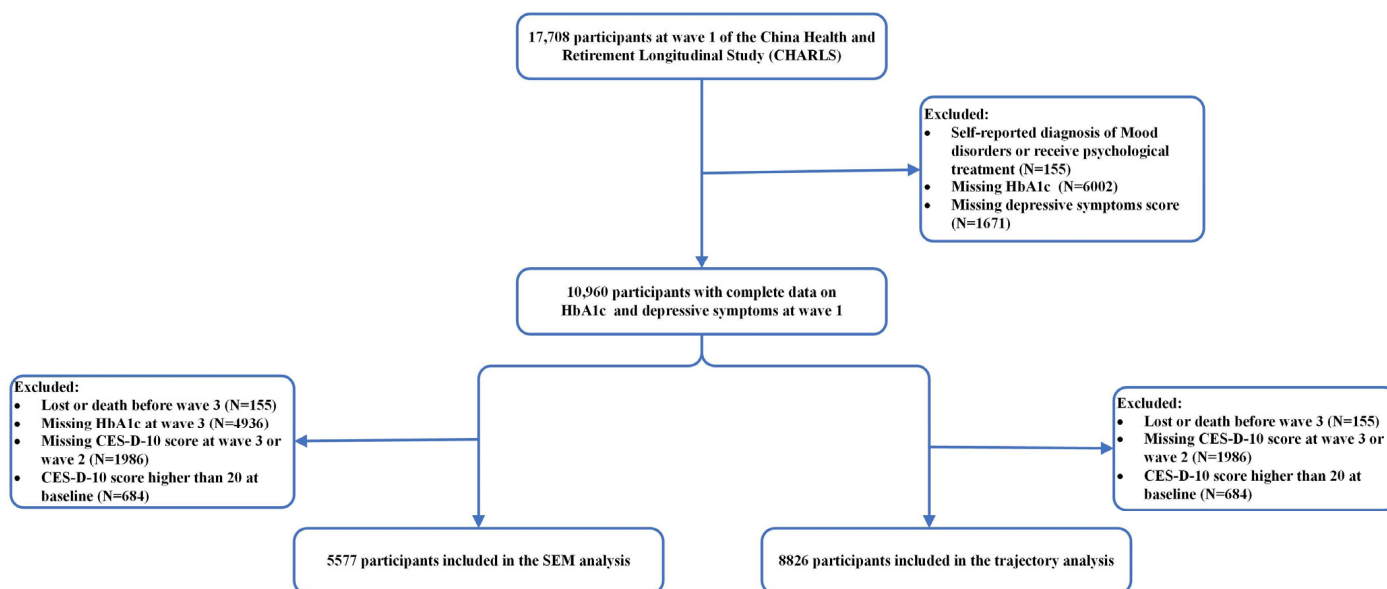 17,708 participants at wave 1 of the China Health and
Retirement Longitudinal Study (CHARLS)
Excluded:
• Self-reported diagnosis of Mood
disorders or receive psychological
treatment (N=155)
• Missing HbA1c (N=6002)
• Missing depressive symptoms score
(N=1671)
10,960 participants with complete data on
HbA1c and depressive symptoms at wave 1
Excluded:
• Lost or death before wave 3 (N=155)
• Missing HbA1c at wave 3 (N=4936)
• Missing CES-D-10 score at wave 3 or
wave 2 (N=1986)
• CES-D-10 score higher than 20 at
baseline (N=684)
Excluded:
• Lost or death before wave 3 (N=155)
• Missing CES-D-10 score at wave 3 or
wave 2 (N=1986)
• CES-D-10 score higher than 20 at
baseline (N=684)
5577 participants included in the SEM analysis
8826 participants included in the trajectory analysis